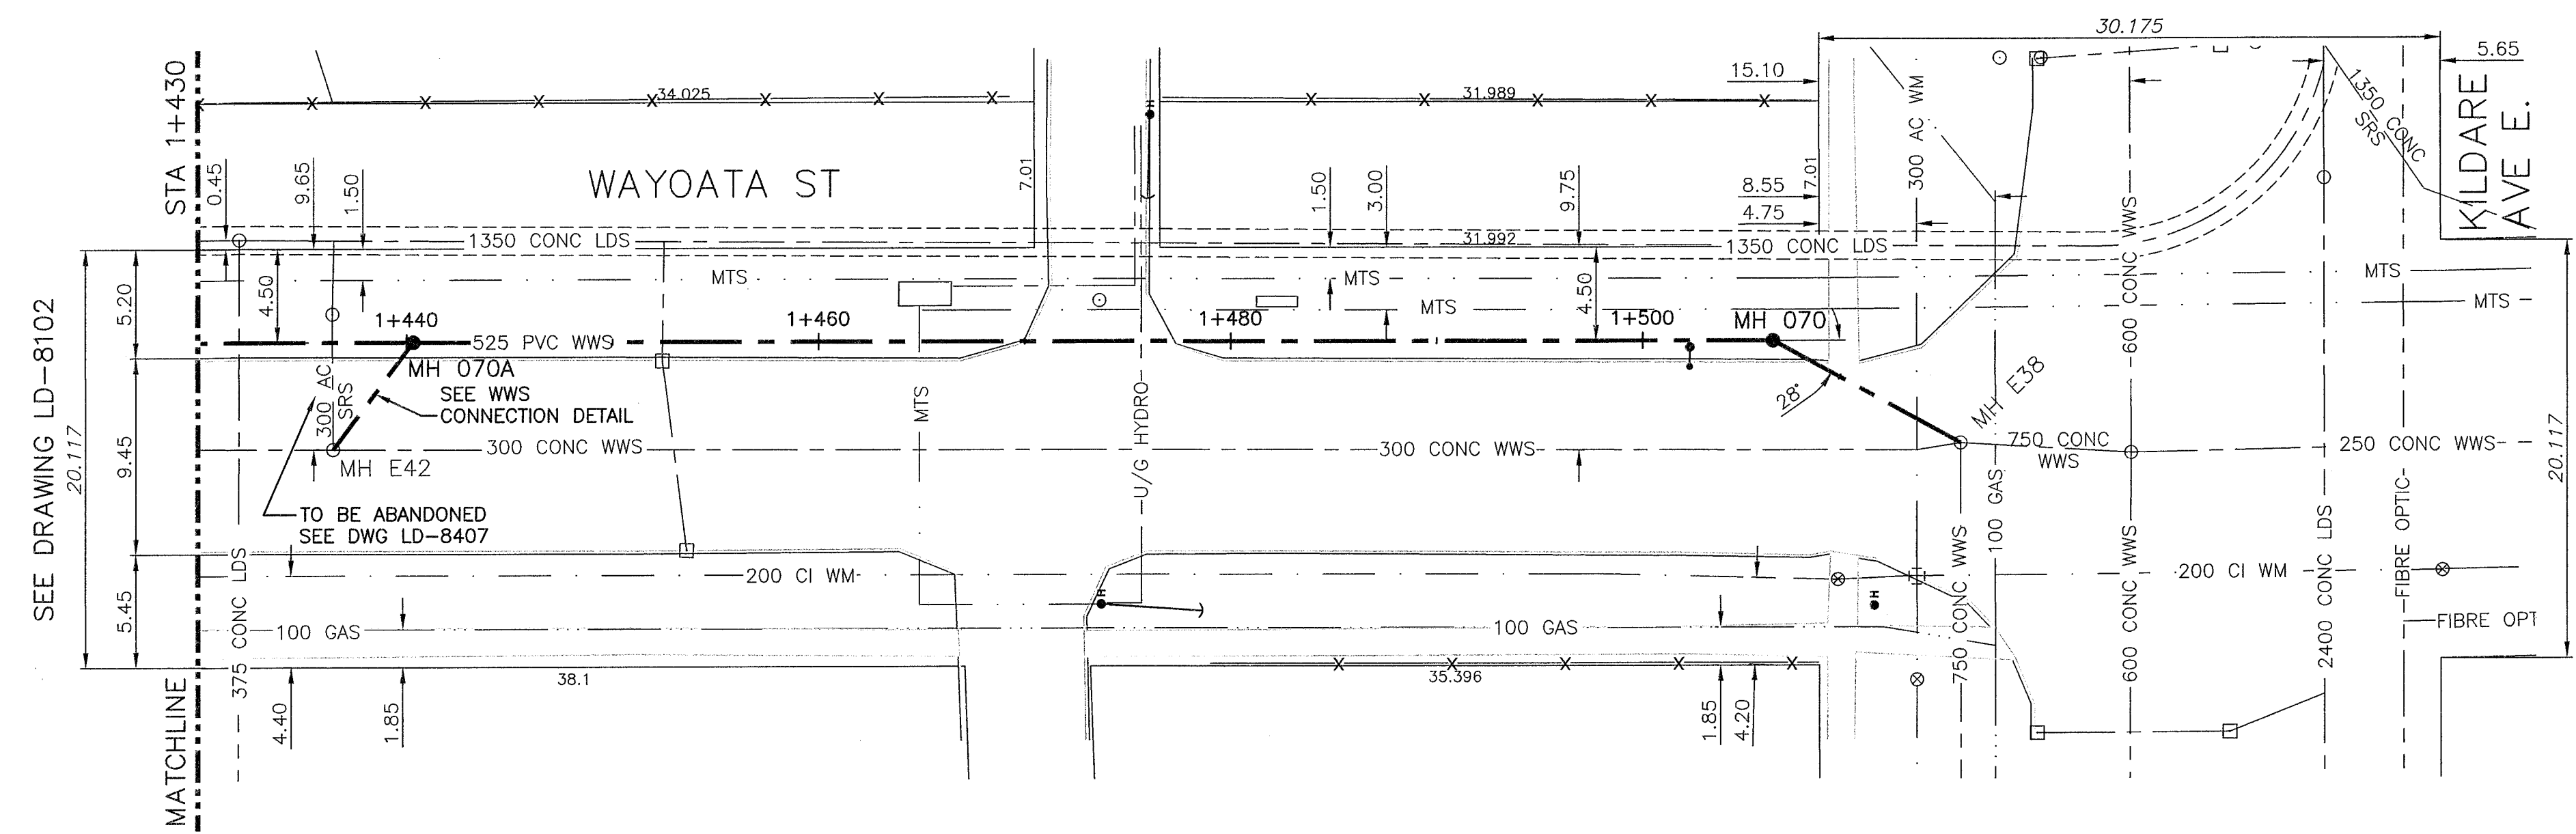 30.175
5.65
15.10
KILDARE
AVE E.
STA 1+430
34.025
31.989
300 AC WM
1350 CONC
SRS
0.45
9.65
1.50
WAYOATA ST
7.01
1.50
3.00
9.75
8.55
7.01
4.75
600 CONC WWS
1350 CONC LDS
31.992
1350 CONC LDS
MTS
MTS
MTS
MTS
MTS
5.20
4.50
4.50
1+440
1+460
1+480
1+500
MH 070
525 PVC WWS
MH 070A
SEE WWS
CONNECTION DETAIL
300 AC
SRS
MTS
U/G HYDRO
28°
MH E38
SEE DRAWING LD-8102
20.117
9.45
300 CONC WWS
300 CONC WWS
750 CONC
WWS
250 CONC WWS
20.117
MH E42
TO BE ABANDONED
SEE DWG LD-8407
100 GAS
FIBRE OPTIC
375 CONC LDS
200 CI WM
200 CI WM
750 CONC WWS
600 CONC WWS
2400 CONC LDS
5.45
100 GAS
100 GAS
FIBRE OPT
38.1
35.396
4.40
1.85
1.85
4.20
MATCHLINE
H
H
H